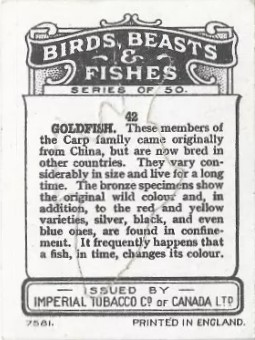 BIRDS, BEASTS
&
FISHES
SERIES OF 50.
42
GOLDFISH. These members of
the Carp family came originally
from China, but are now bred in
other countries. They vary con-
siderably in size and live for a long
time. The bronze specimens show
the original wild colour and, in
addition, to the red and yellow
varieties, silver, black, and even
blue ones, are found in confine-
ment. It frequently happens that
a fish, in time, changes its colour.
ISSUED BY
IMPERIAL TOBACCO Co OF CANADA LTD
7581. PRINTED IN ENGLAND.